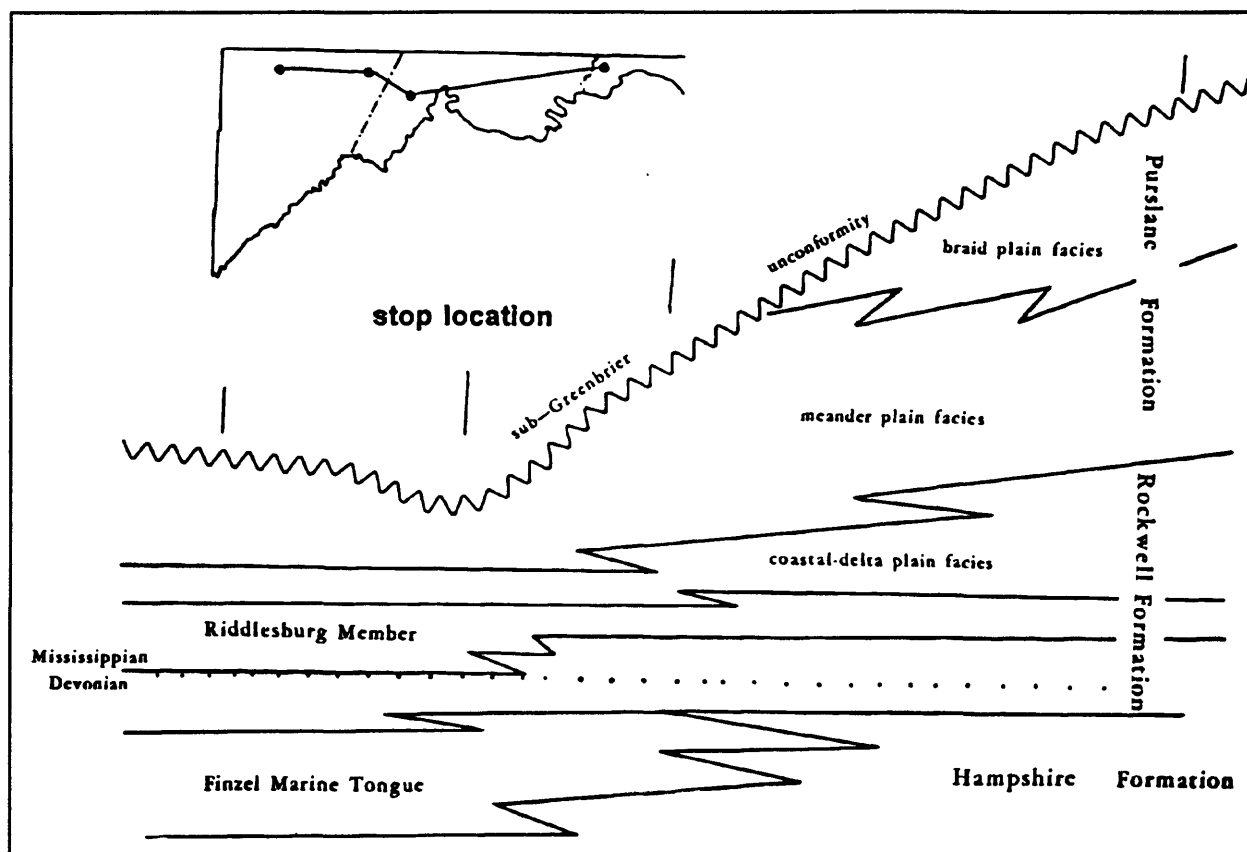 stop location
sub—Greenbrier
unconformity
Purslane
Formation
braid plain facies
meander plain facies
Rockwell Formation
coastal-delta plain facies
Riddlesburg Member
Mississippian
Devonian
Finzel Marine Tongue
Hampshire Formation